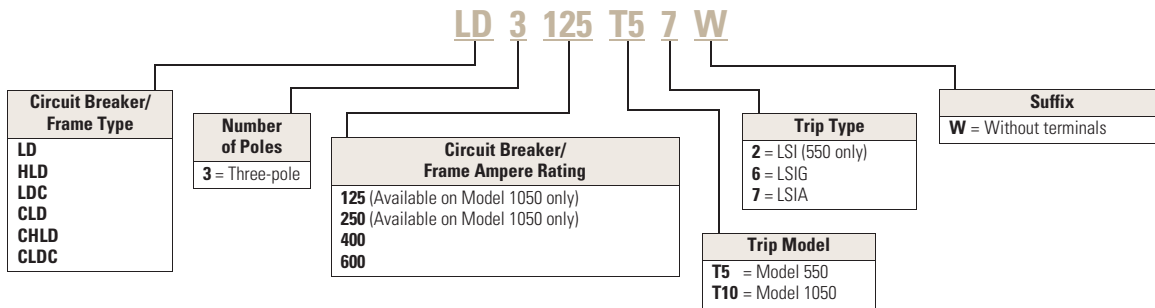 LD 3 125 T5 7 W
Circuit Breaker/
Frame Type
LD
HLD
LDC
CLD
CHLD
CLDC
Number
of Poles
3 = Three-pole
Circuit Breaker/
Frame Ampere Rating
125 (Available on Model 1050 only)
250 (Available on Model 1050 only)
400
600
Trip Model
T5 = Model 550
T10 = Model 1050
Trip Type
2 = LSI (550 only)
6 = LSIG
7 = LSIA
Suffix
W = Without terminals